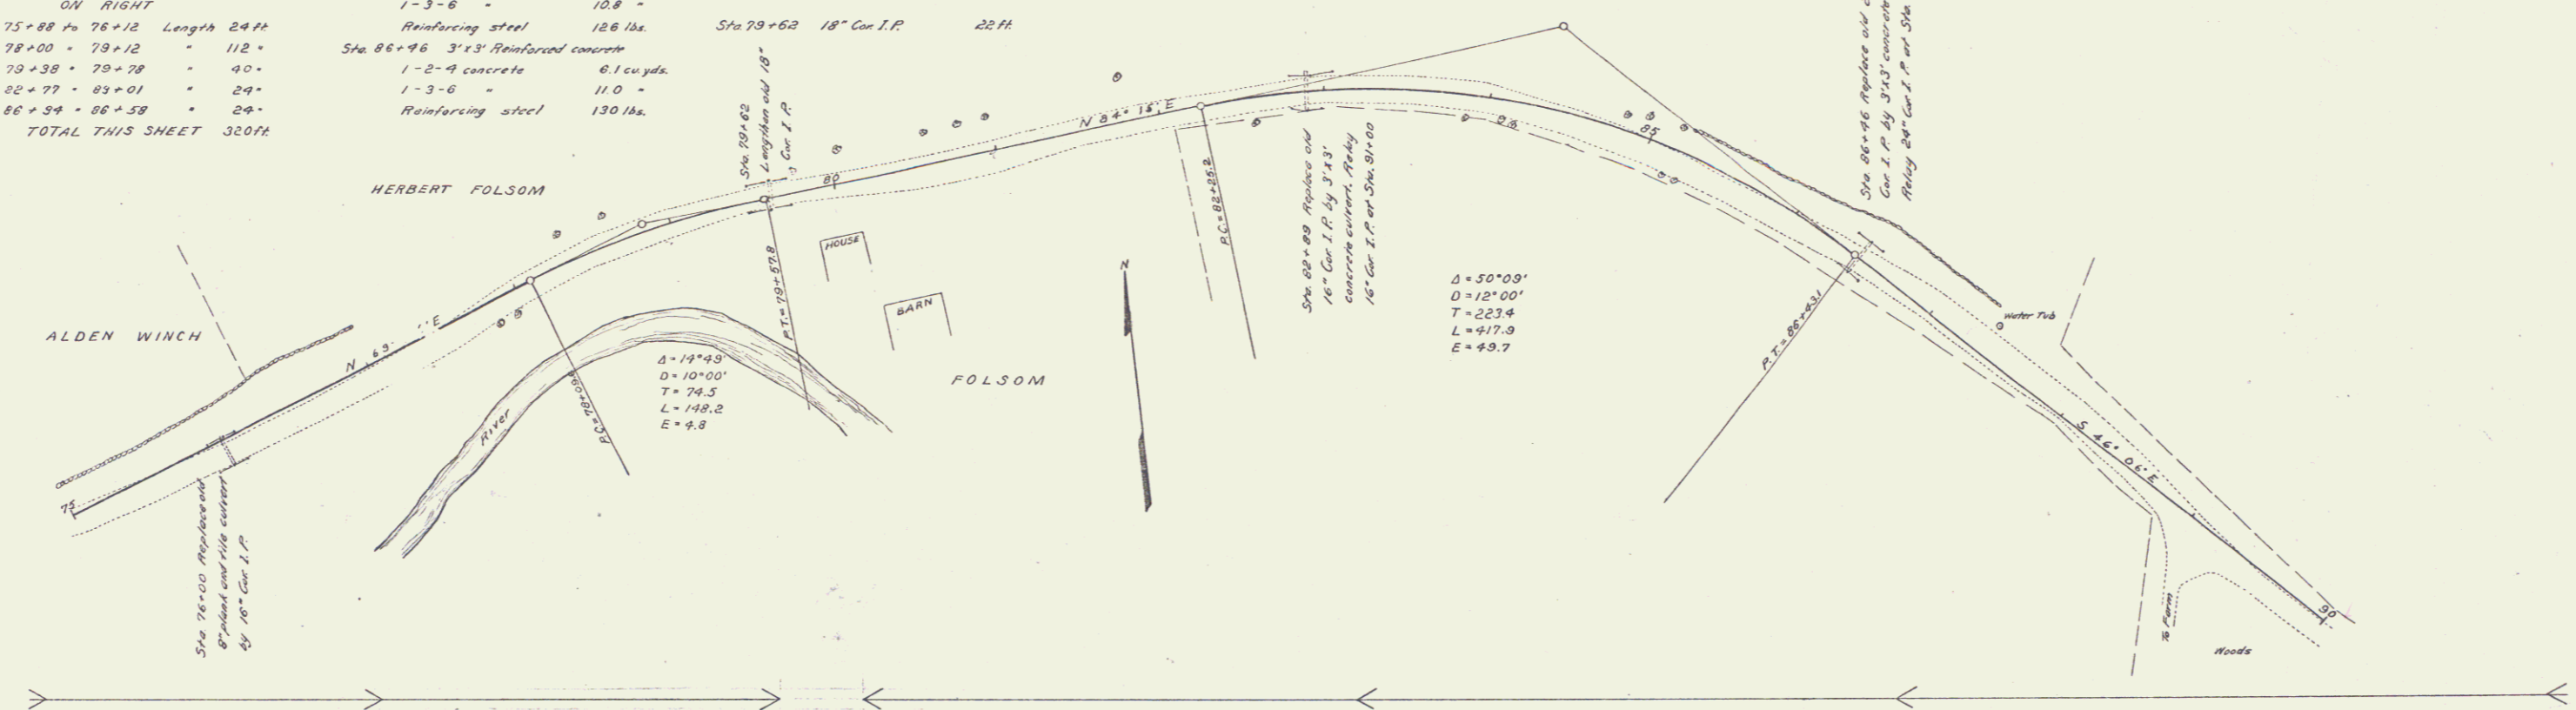 ON RIGHT
75+88 to 76+12 Length 24 ft.
78+00 " 79+12 " 112 "
79+38 " 79+78 " 40 "
82+77 " 83+01 " 24 "
86+34 " 86+58 " 24 "
TOTAL THIS SHEET 320 ft.
1-3-6 " 10.8 "
Reinforcing steel 126 lbs.
Sta. 86+46 3'x3' Reinforced concrete
1-2-4 concrete 6.1 cu. yds.
1-3-6 " 11.0 "
Reinforcing steel 130 lbs.
Sta. 79+62 18" Cor. I.P. 22 ft.
HERBERT FOLSOM
ALDEN WINCH
75
N 69°
' E
Sta. 76+00 Replace old
8" plank and tile culvert
by 16" Cor. I.P.
River
P.C.=78+09.6
Δ = 14°49'
D = 10°00'
T = 74.5
L = 148.2
E = 4.8
Sta. 79+62
Lengthen old 18"
Cor. I.P.
P.T.= 79+57.8
80
HOUSE
BARN
FOLSOM
N 84° 15' E
N
P.C.= 82+25.2
Sta. 82+89 Replace old
16" Cor. I.P. by 3'x3'
concrete culvert. Relay
16" Cor. I.P. at Sta. 91+00
Δ = 50°09'
D = 12°00'
T = 223.4
L = 417.9
E = 49.7
85
P.T.= 86+43.1
Sta. 86+46 Replace old
Cor. I.P. by 3'x3' concrete
Relay 24" Cor. I.P. at Sta.
Water Tub
S 46° 06' E
To Farm
Woods
90